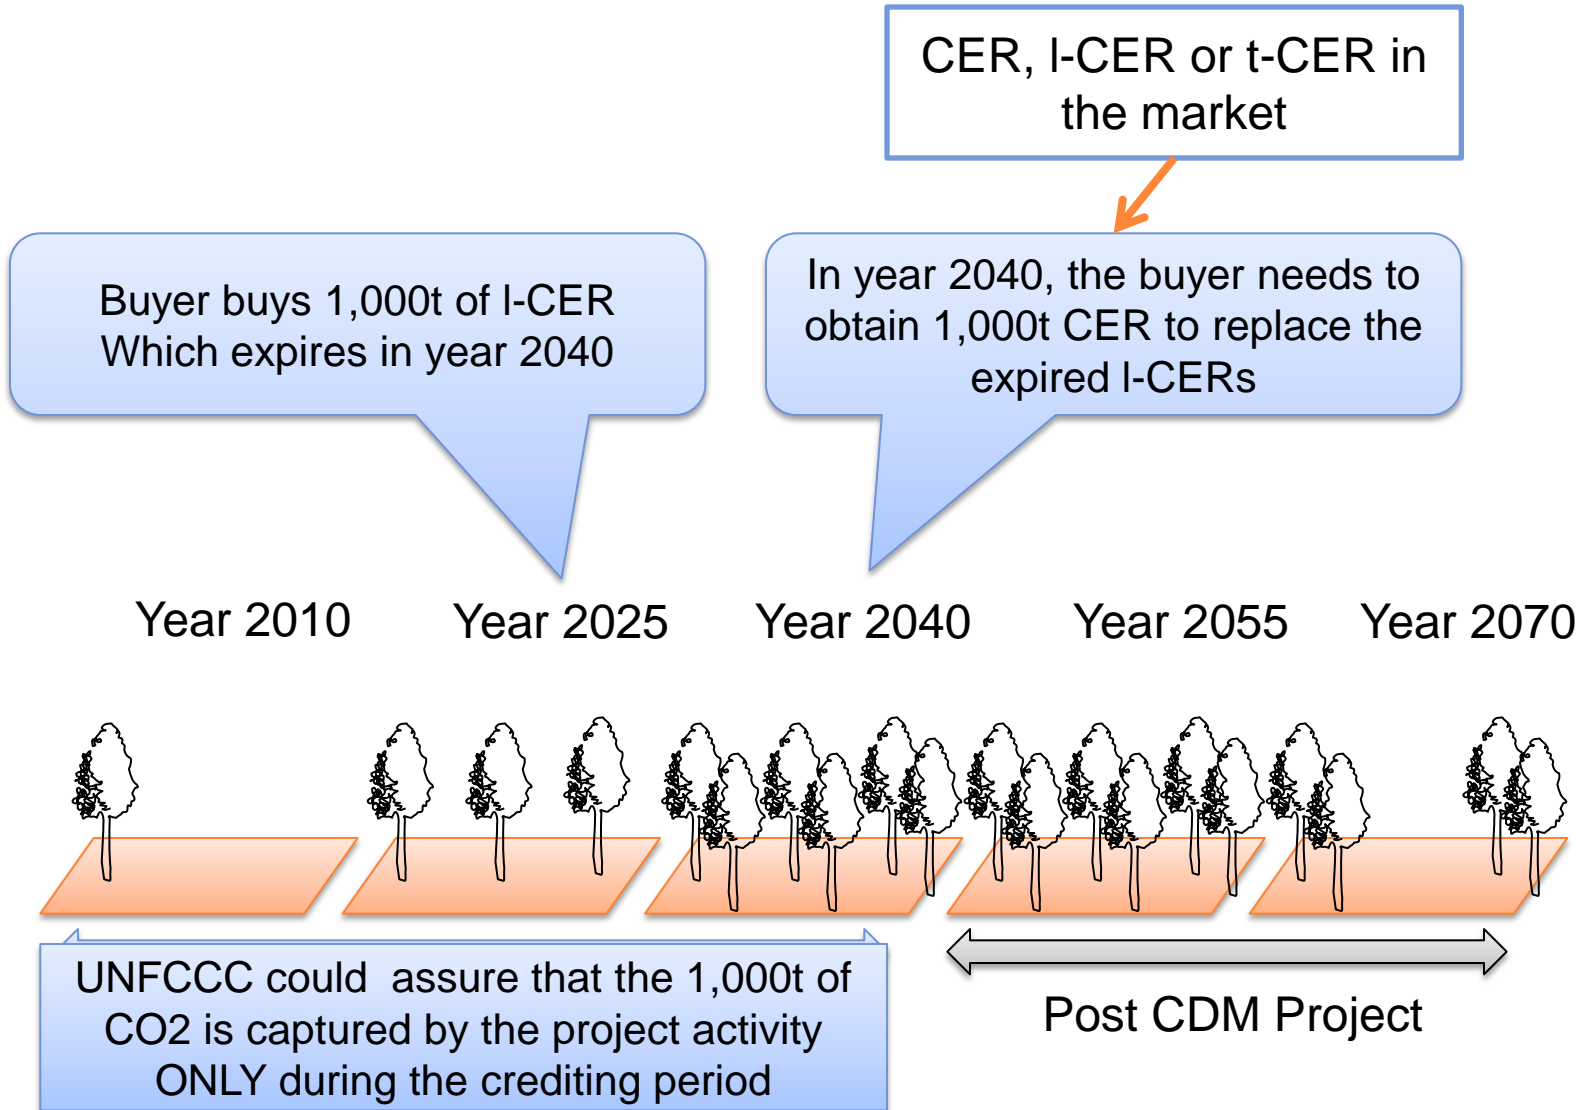 CER, l-CER or t-CER in
the market
Buyer buys 1,000t of l-CER
Which expires in year 2040
In year 2040, the buyer needs to
obtain 1,000t CER to replace the
expired l-CERs
Year 2010
Year 2025
Year 2040
Year 2055
Year 2070
UNFCCC could  assure that the 1,000t of
CO2 is captured by the project activity
ONLY during the crediting period
Post CDM Project